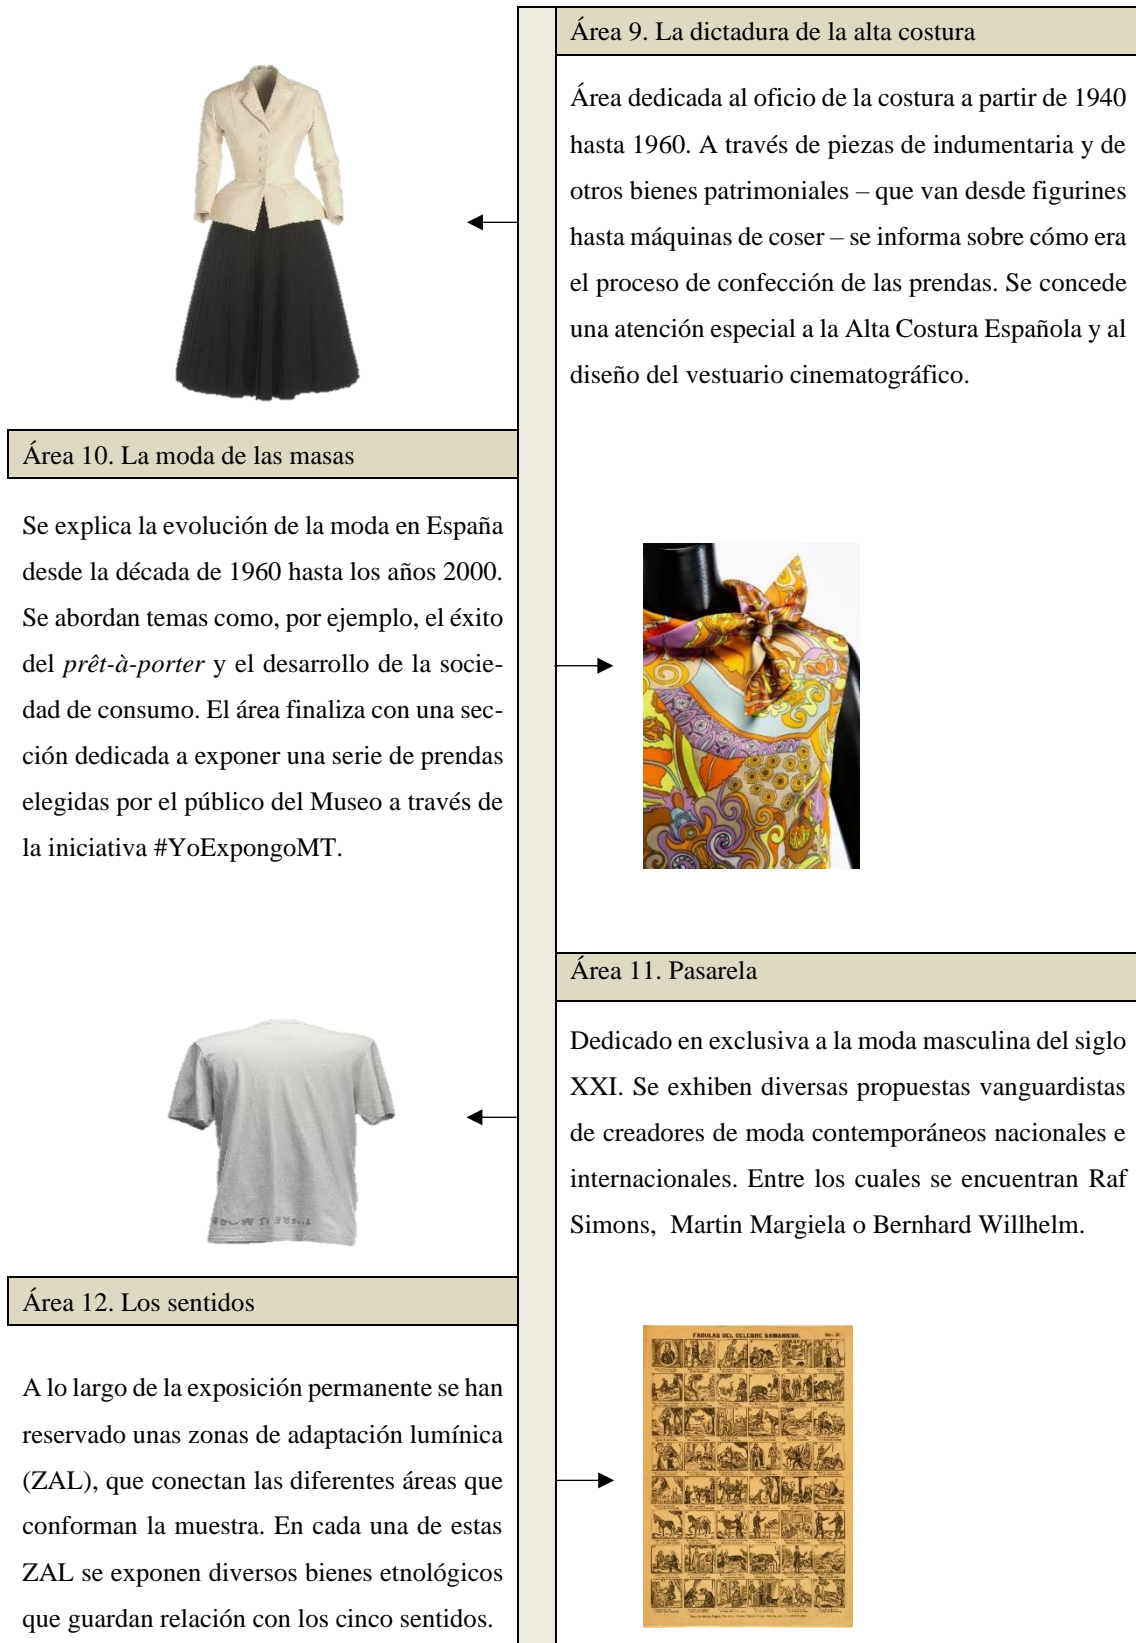 Área 9. La dictadura de la alta costura
Área dedicada al oficio de la costura a partir de 1940
hasta 1960. A través de piezas de indumentaria y de
otros bienes patrimoniales – que van desde figurines
hasta máquinas de coser – se informa sobre cómo era
el proceso de confección de las prendas. Se concede
una atención especial a la Alta Costura Española y al
diseño del vestuario cinematográfico.
Área 10. La moda de las masas
Se explica la evolución de la moda en España
desde la década de 1960 hasta los años 2000.
Se abordan temas como, por ejemplo, el éxito
del prêt-à-porter y el desarrollo de la socie-
dad de consumo. El área finaliza con una sec-
ción dedicada a exponer una serie de prendas
elegidas por el público del Museo a través de
la iniciativa #YoExpongoMT.
Área 11. Pasarela
Dedicado en exclusiva a la moda masculina del siglo
XXI. Se exhiben diversas propuestas vanguardistas
de creadores de moda contemporáneos nacionales e
internacionales. Entre los cuales se encuentran Raf
Simons, Martin Margiela o Bernhard Willhelm.
Área 12. Los sentidos
A lo largo de la exposición permanente se han
reservado unas zonas de adaptación lumínica
(ZAL), que conectan las diferentes áreas que
conforman la muestra. En cada una de estas
ZAL se exponen diversos bienes etnológicos
que guardan relación con los cinco sentidos.
FABULAS DEL CELEBRE SAMANIEGO.